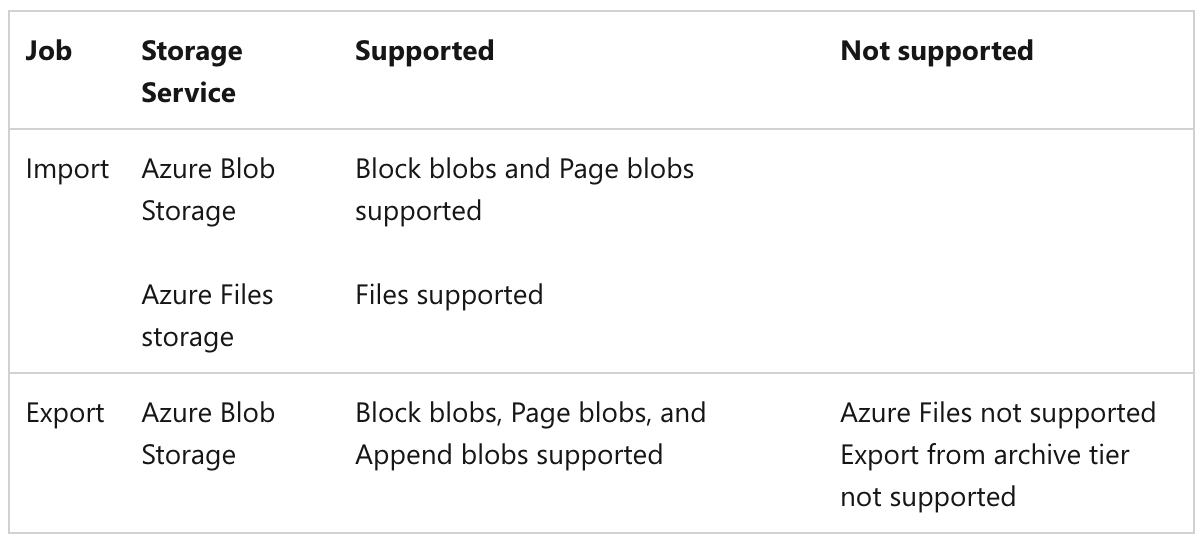 Job Storage Service Supported Not supported
Import Azure Blob Storage Block blobs and Page blobs supported
Azure Files storage Files supported
Export Azure Blob Storage Block blobs, Page blobs, and Append blobs supported Azure Files not supported Export from archive tier not supported